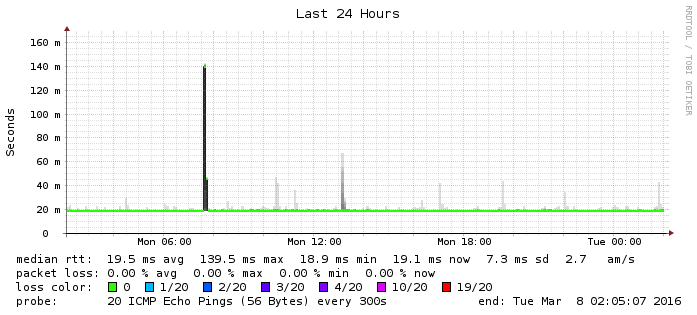 Last 24 Hours
RRDTOOL / TOBI OETIKER
Seconds
160 m
140 m
120 m
100 m
80 m
60 m
40 m
20 m
0
Mon 06:00 Mon 12:00 Mon 18:00 Tue 00:00
median rtt: 19.5 ms avg 139.5 ms max 18.9 ms min 19.1 ms now 7.3 ms sd 2.7 am/s
packet loss: 0.00 % avg 0.00 % max 0.00 % min 0.00 % now
loss color: 0 1/20 2/20 3/20 4/20 10/20 19/20
probe: 20 ICMP Echo Pings (56 Bytes) every 300s end: Tue Mar 8 02:05:07 2016